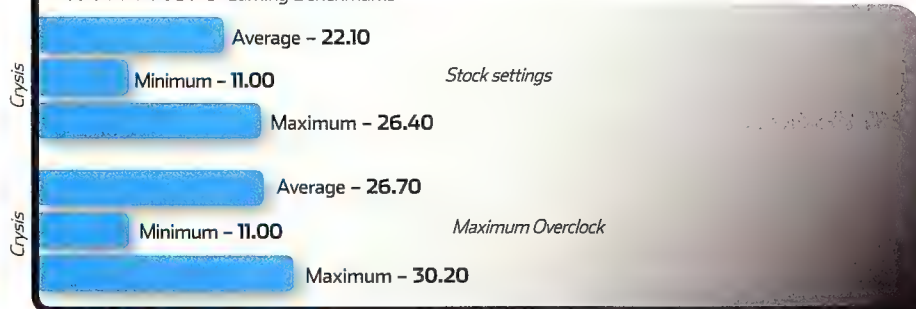 Crysis
Average – 22.10
Minimum – 11.00
Stock settings
Maximum – 26.40
Crysis
Average – 26.70
Minimum – 11.00
Maximum Overclock
Maximum – 30.20